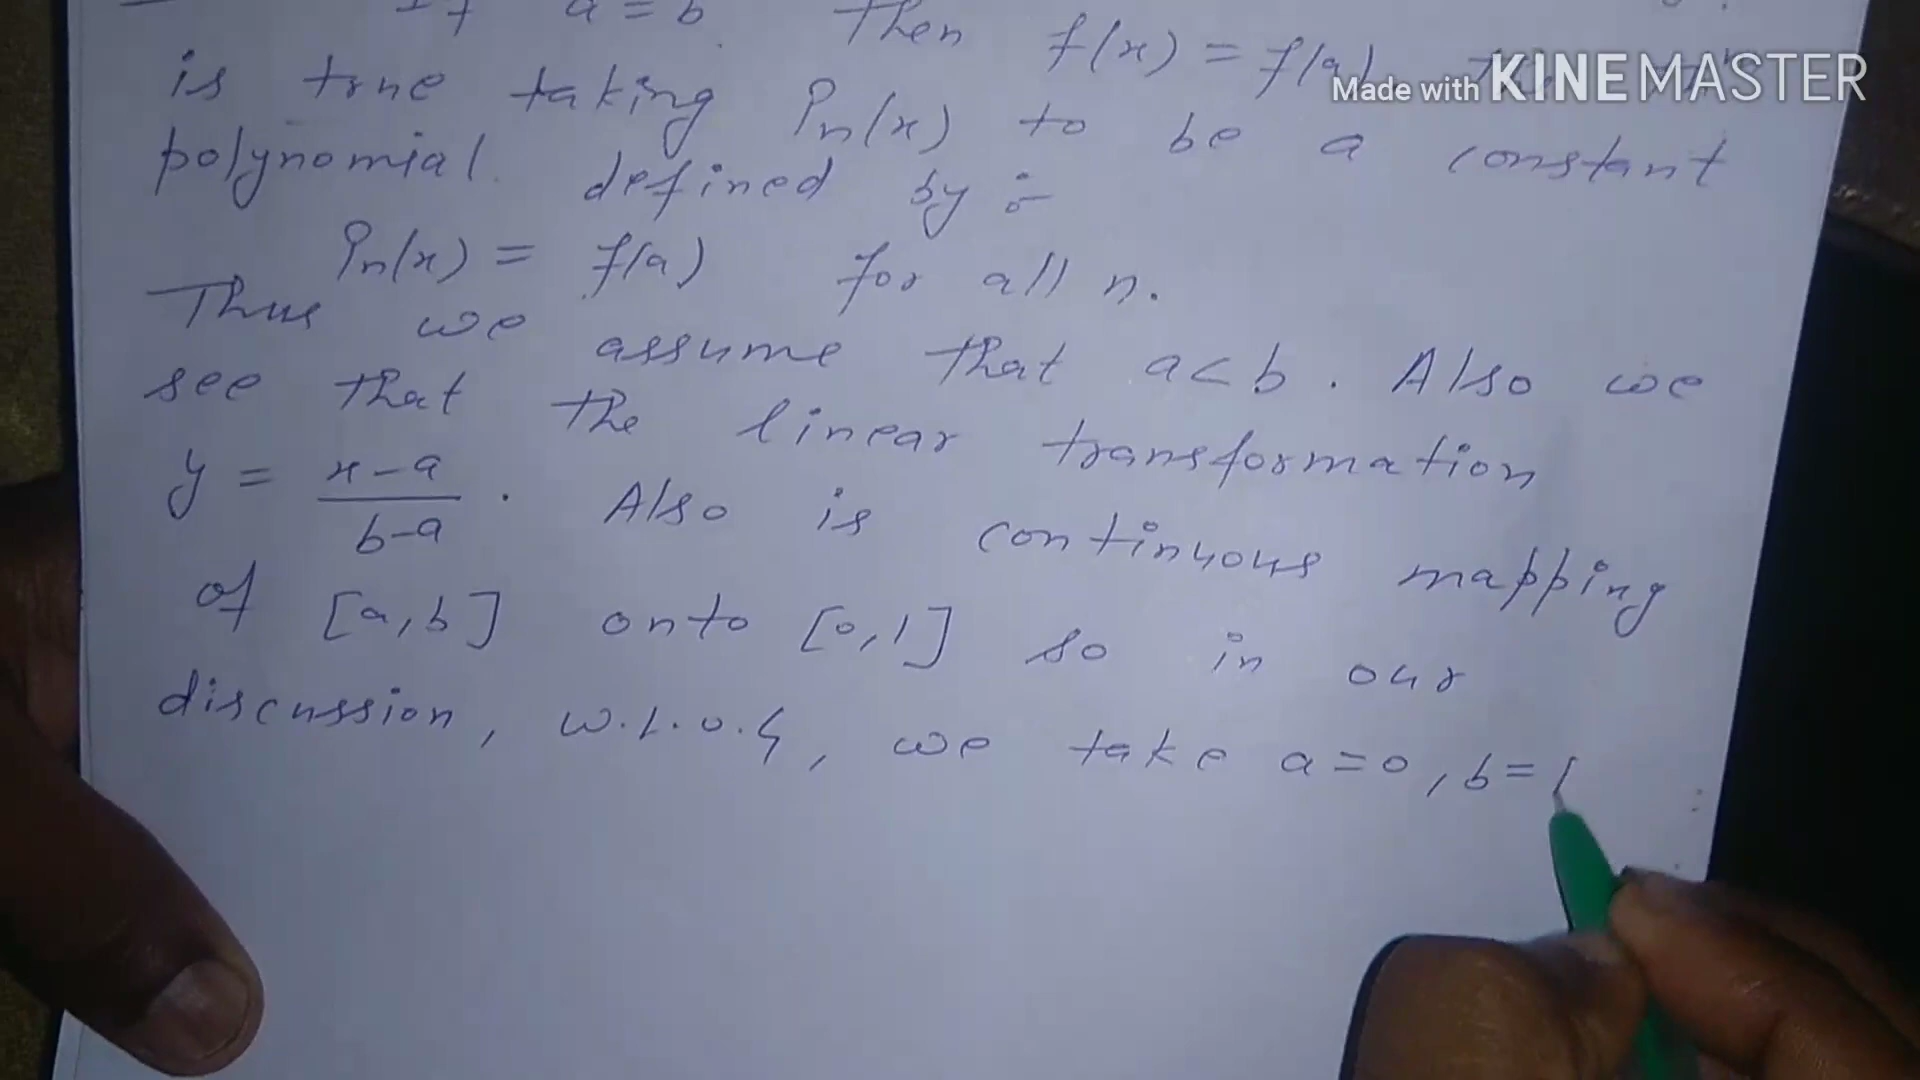 If a = b Then f(x) = f(a)
is true taking Pn(x) to be a constant
polynomial. defined by :-
Pn(x) = f(a) for all n.
Thus we assume that a < b . Also we
see that the linear transformation
y = x-a / b-a . Also is continuous mapping
of [a,b] onto [0,1] so in our
discussion, w.l.o.g, we take a=0, b=1
Made with KINEMASTER